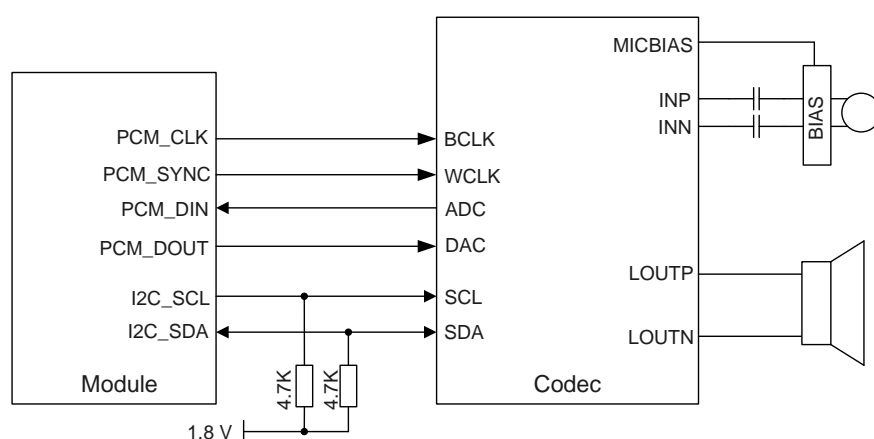 MICBIAS
INP
INN
BIAS
PCM_CLK
BCLK
PCM_SYNC
WCLK
PCM_DIN
ADC
PCM_DOUT
DAC
I2C_SCL
SCL
I2C_SDA
SDA
LOUTP
LOUTN
Module
4.7K
4.7K
Codec
1.8 V